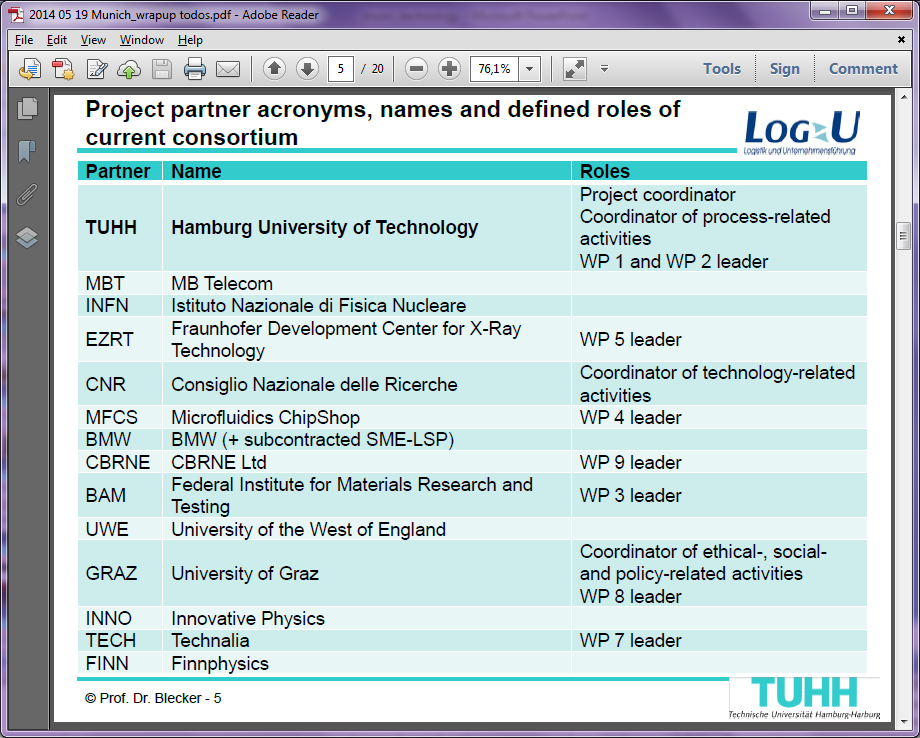 2014 05 19 Munich_wrapup todos.pdf - Adobe Reader
File Edit View Window Help
5 / 20 76,1% Tools Sign Comment
Project partner acronyms, names and defined roles of
current consortium
LOG U
Logistik und Unternehmensführung
Partner Name Roles
TUHH Hamburg University of Technology Project coordinator
Coordinator of process-related
activities
WP 1 and WP 2 leader
MBT MB Telecom
INFN Istituto Nazionale di Fisica Nucleare
EZRT Fraunhofer Development Center for X-Ray
Technology WP 5 leader
CNR Consiglio Nazionale delle Ricerche Coordinator of technology-related
activities
MFCS Microfluidics ChipShop WP 4 leader
BMW BMW (+ subcontracted SME-LSP)
CBRNE CBRNE Ltd WP 9 leader
BAM Federal Institute for Materials Research and
Testing WP 3 leader
UWE University of the West of England
GRAZ University of Graz Coordinator of ethical-, social-
and policy-related activities
WP 8 leader
INNO Innovative Physics
TECH Technalia WP 7 leader
FINN Finnphysics
© Prof. Dr. Blecker - 5
TUHH
Technische Universität Hamburg-Harburg